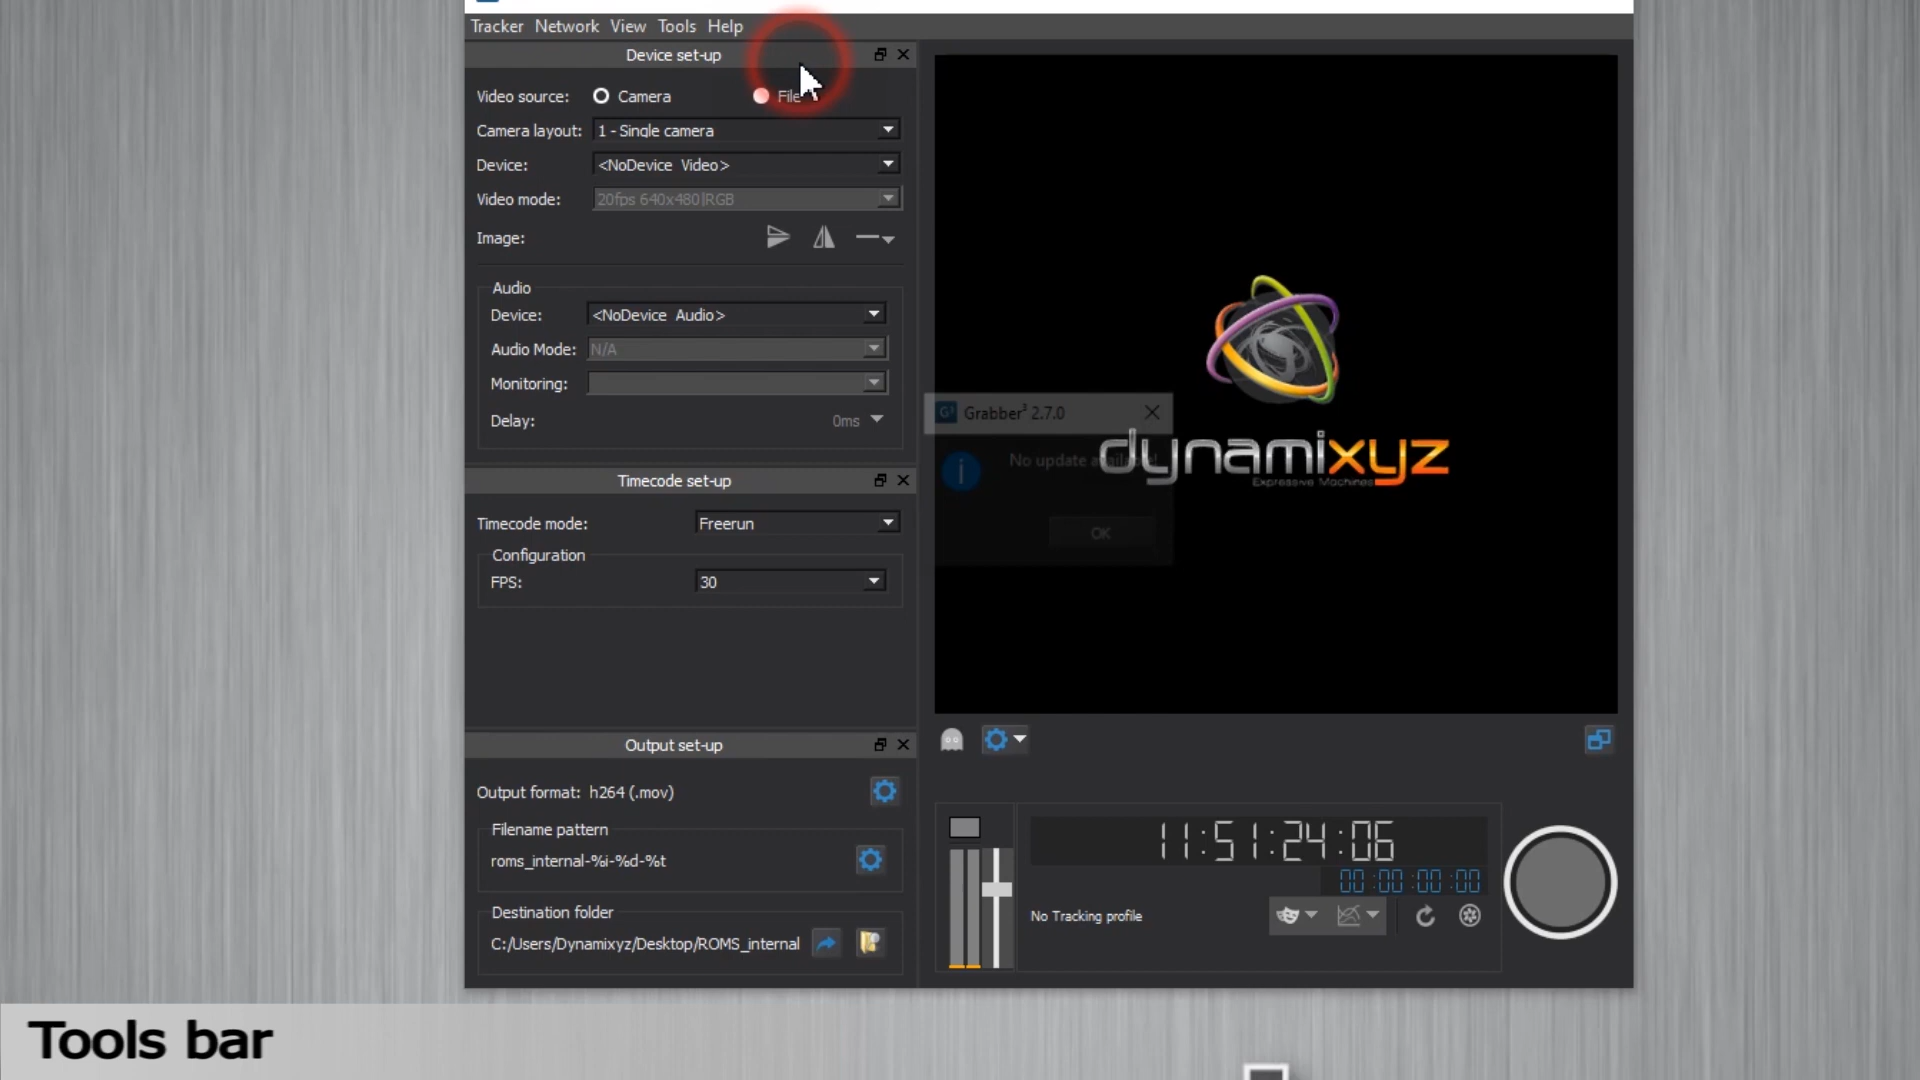 Tracker Network View Tools Help
Device set-up
Video source: Camera File
Camera layout: 1 - Single camera
Device: <NoDevice Video>
Video mode: 20fps 640x480|RGB
Image:
Audio
Device: <NoDevice Audio>
Audio Mode: N/A
Monitoring:
Delay: 0ms
Timecode set-up
Timecode mode: Freerun
Configuration
FPS: 30
Output set-up
Output format: h264 (.mov)
Filename pattern
roms_internal-%i-%d-%t
Destination folder
C:/Users/Dynamixyz/Desktop/ROMS_internal
G³ Grabber³ 2.7.0
No update
OK
dynamixyz
Expressive Machines
11:51:24:06
00:00:00:00
No Tracking profile
Tools bar